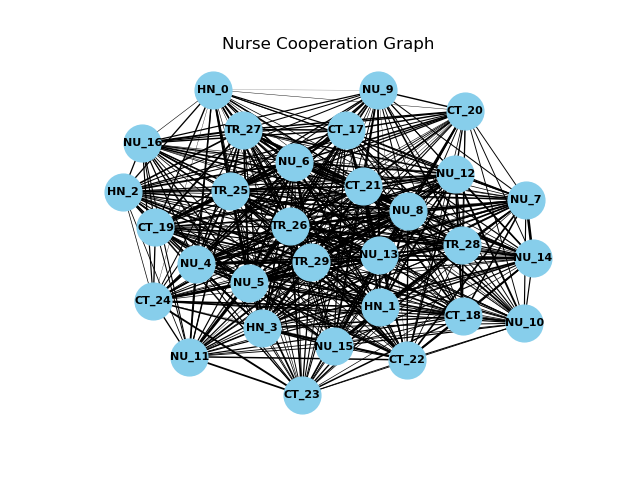 Nurse Cooperation Graph
HN_0
NU_9
CT_20
TR_27
CT_17
NU_16
NU_6
NU_12
CT_21
HN_2
TR_25
NU_7
NU_8
TR_26
CT_19
TR_28
NU_13
NU_14
TR_29
NU_4
NU_5
CT_24
HN_1
CT_18
NU_10
HN_3
NU_15
NU_11
CT_22
CT_23